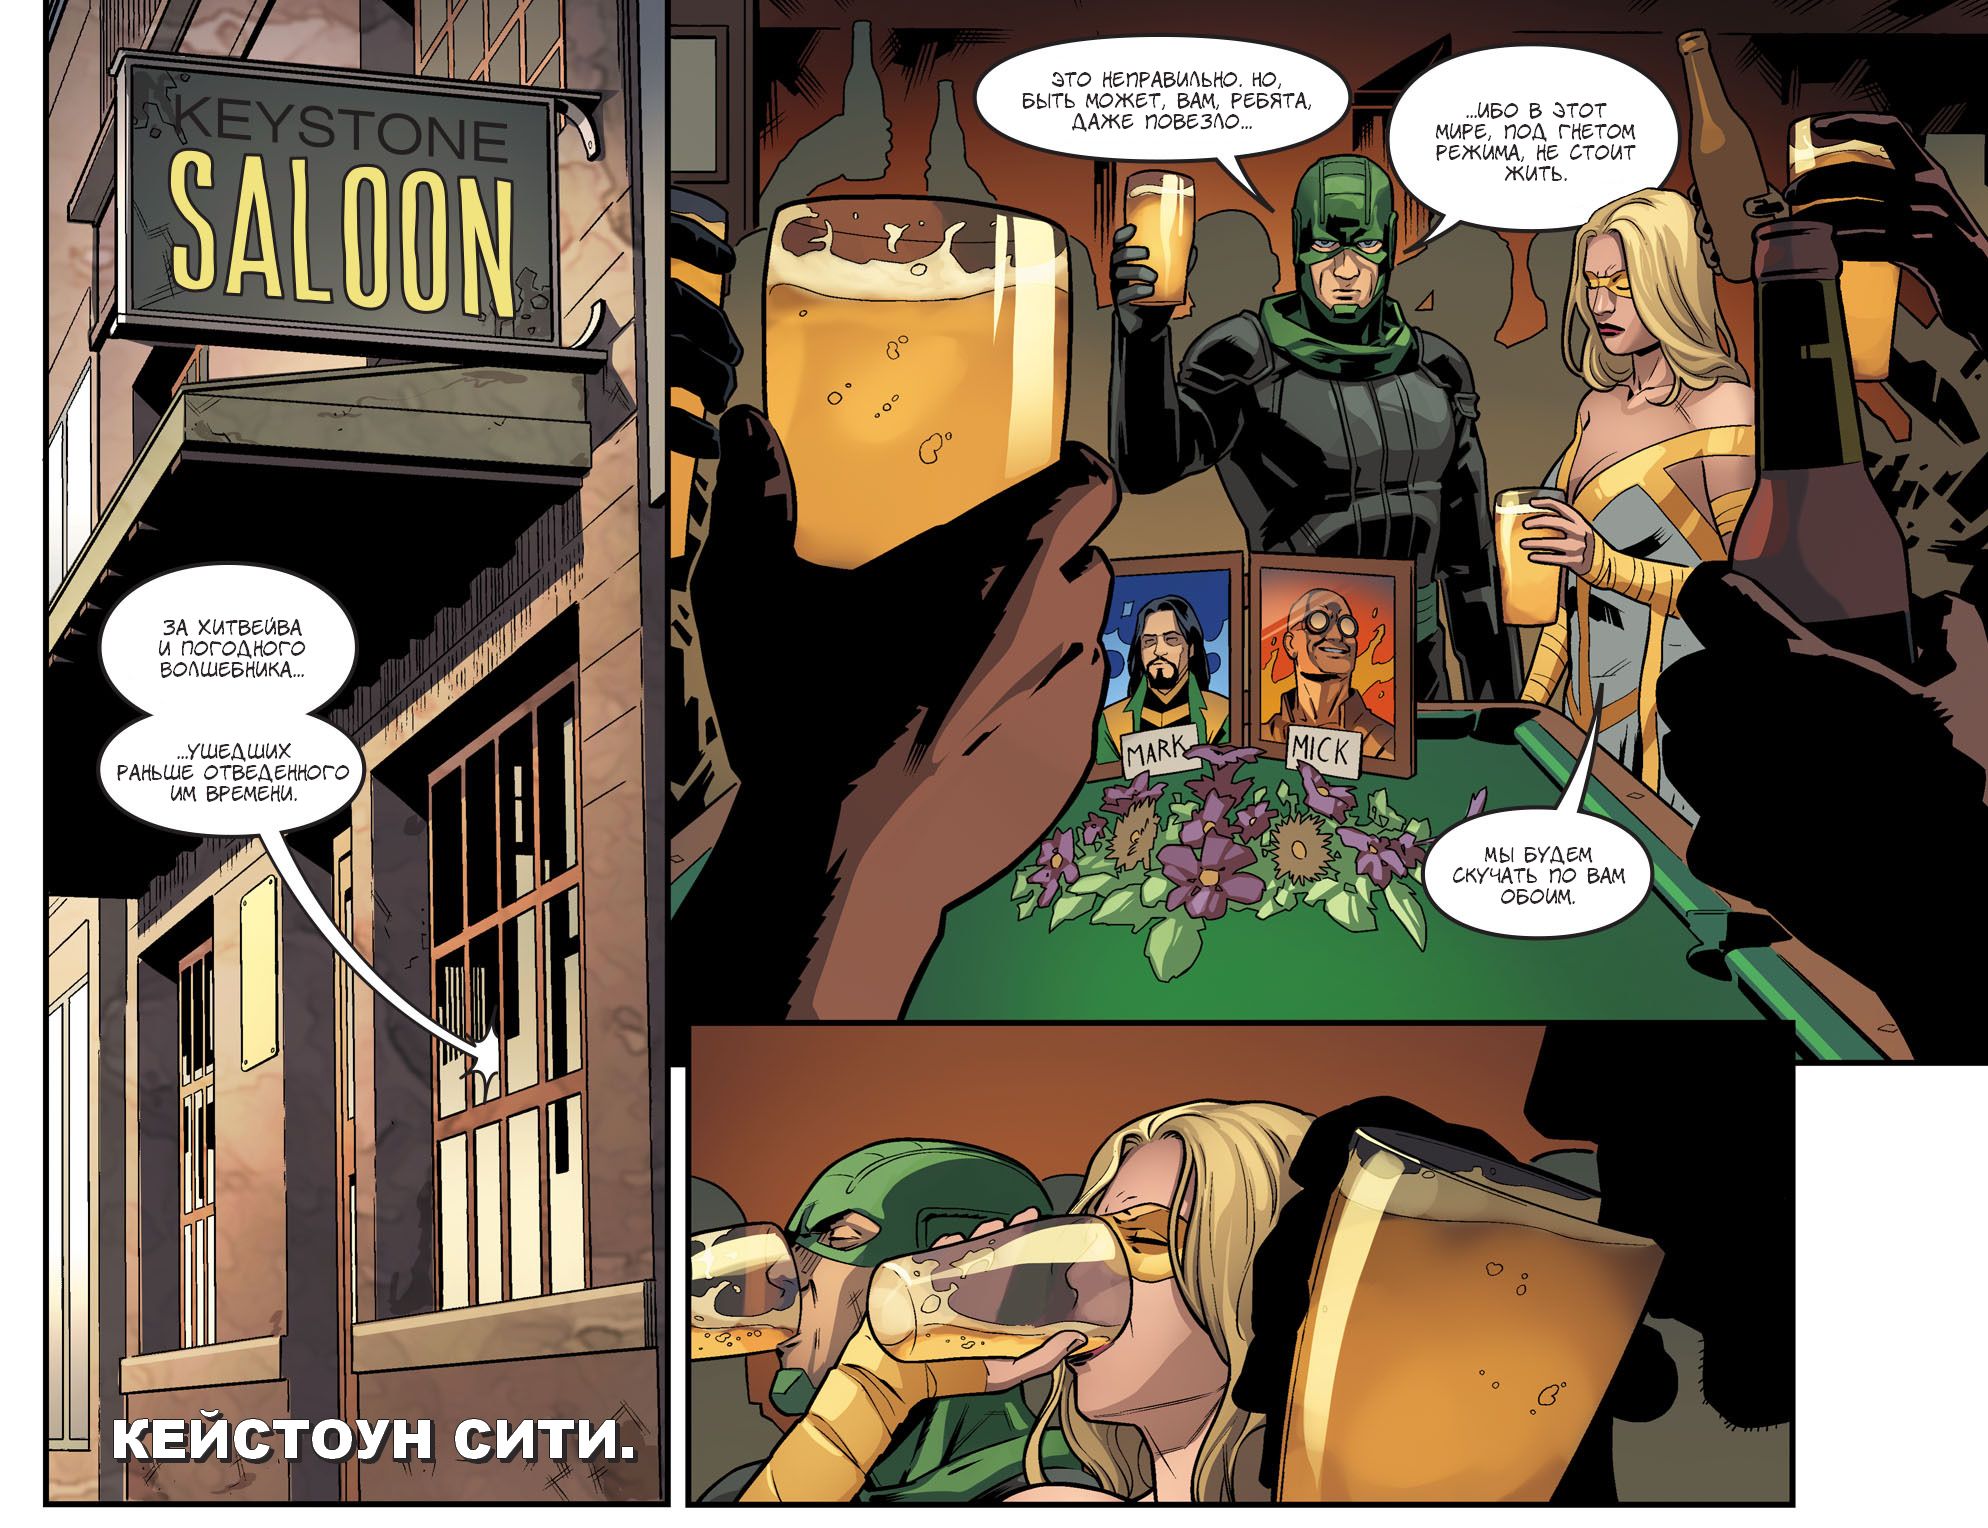 KEYSTONE
SALOON
ЗА ХИТВЕЙВА
И ПОГОДНОГО
ВОЛШЕБНИКА...
...УШЕДШИХ
РАНЬШЕ ОТВЕДЕННОГО
ИМ ВРЕМЕНИ.
КЕЙСТОУН СИТИ.
ЭТО НЕПРАВИЛЬНО. НО,
БЫТЬ МОЖЕТ, ВАМ, РЕБЯТА,
ДАЖЕ ПОВЕЗЛО...
...ИБО В ЭТОТ
МИРЕ, ПОД ГНЕТОМ
РЕЖИМА, НЕ СТОИТ
ЖИТЬ.
MARK
MICK
МЫ БУДЕМ
СКУЧАТЬ ПО ВАМ
ОБОИМ.